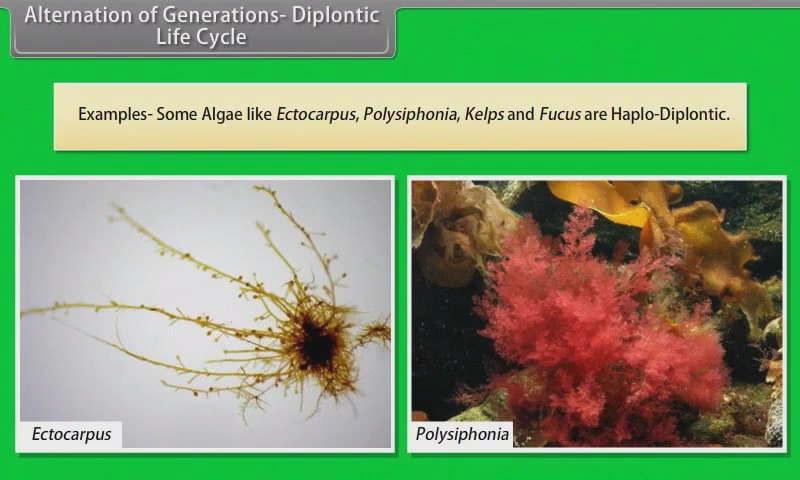 Alternation of Generations- Diplontic
Life Cycle
Examples- Some Algae like Ectocarpus, Polysiphonia, Kelps and Fucus are Haplo-Diplontic.
Ectocarpus
Polysiphonia